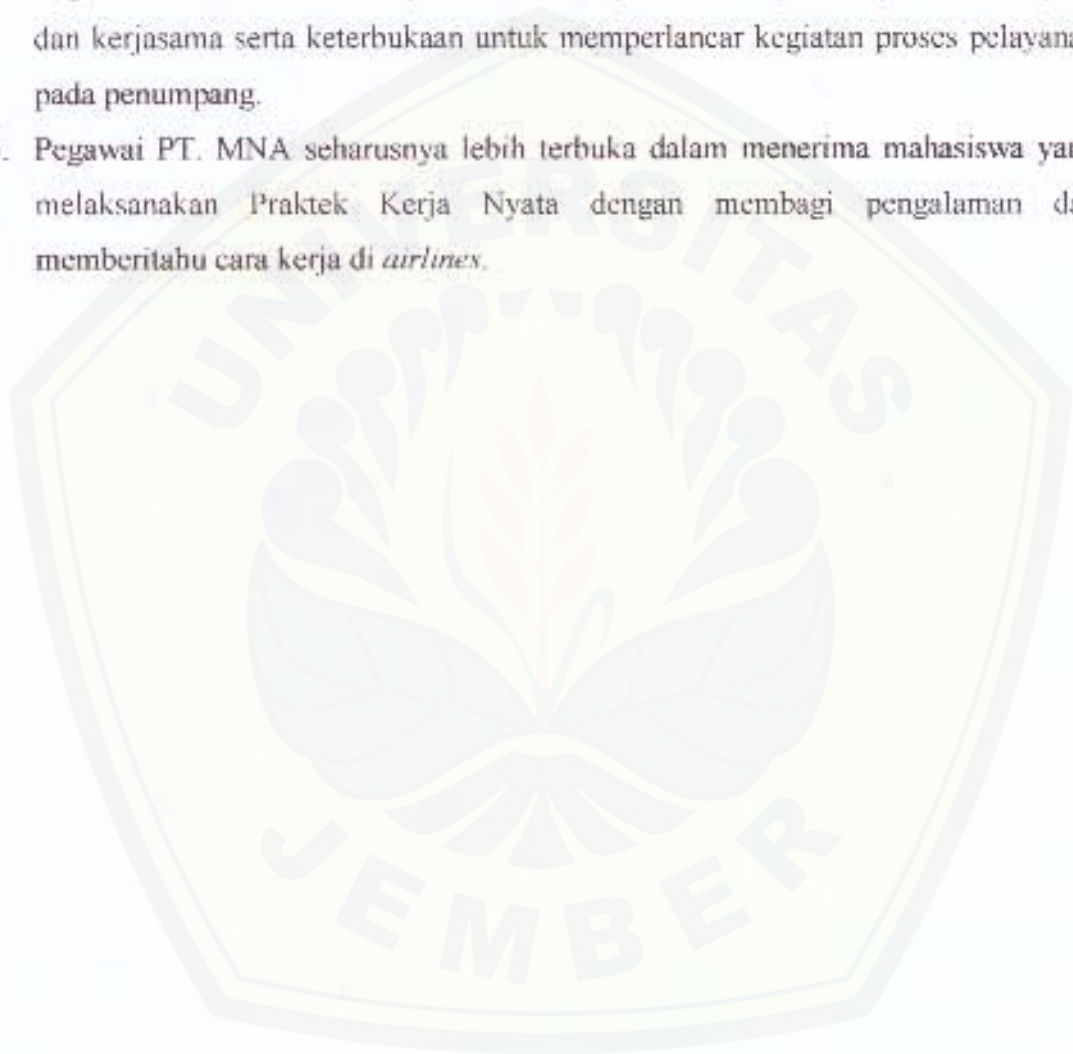 dan kerjasama serta keterbukaan untuk memperlancar kegiatan proses pelayana
pada penumpang.
. Pegawai PT. MNA seharusnya lebih terbuka dalam menerima mahasiswa yan
melaksanakan Praktek Kerja Nyata dengan membagi pengalaman da
memberitahu cara kerja di airlines.
UNIVERSITAS
JEMBER